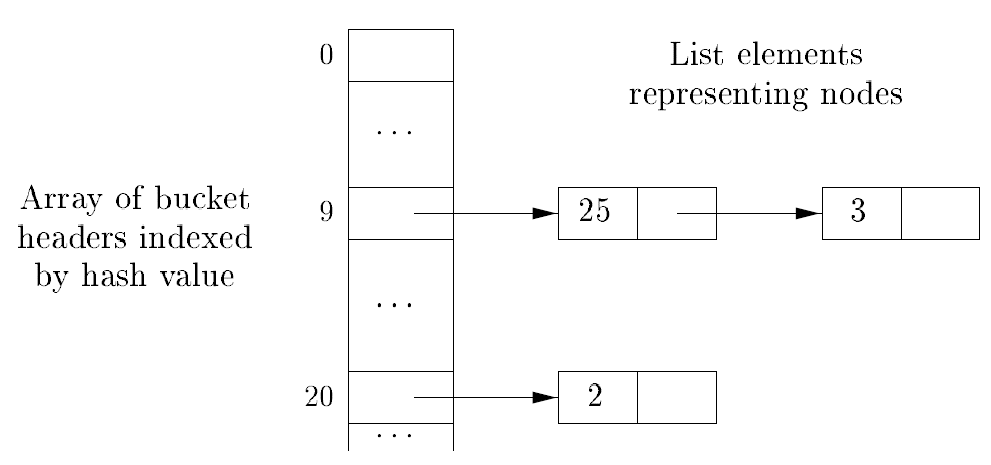 0
List elements
representing nodes
. . .
Array of bucket
headers indexed
by hash value
9
25
3
. . .
20
2
. . .